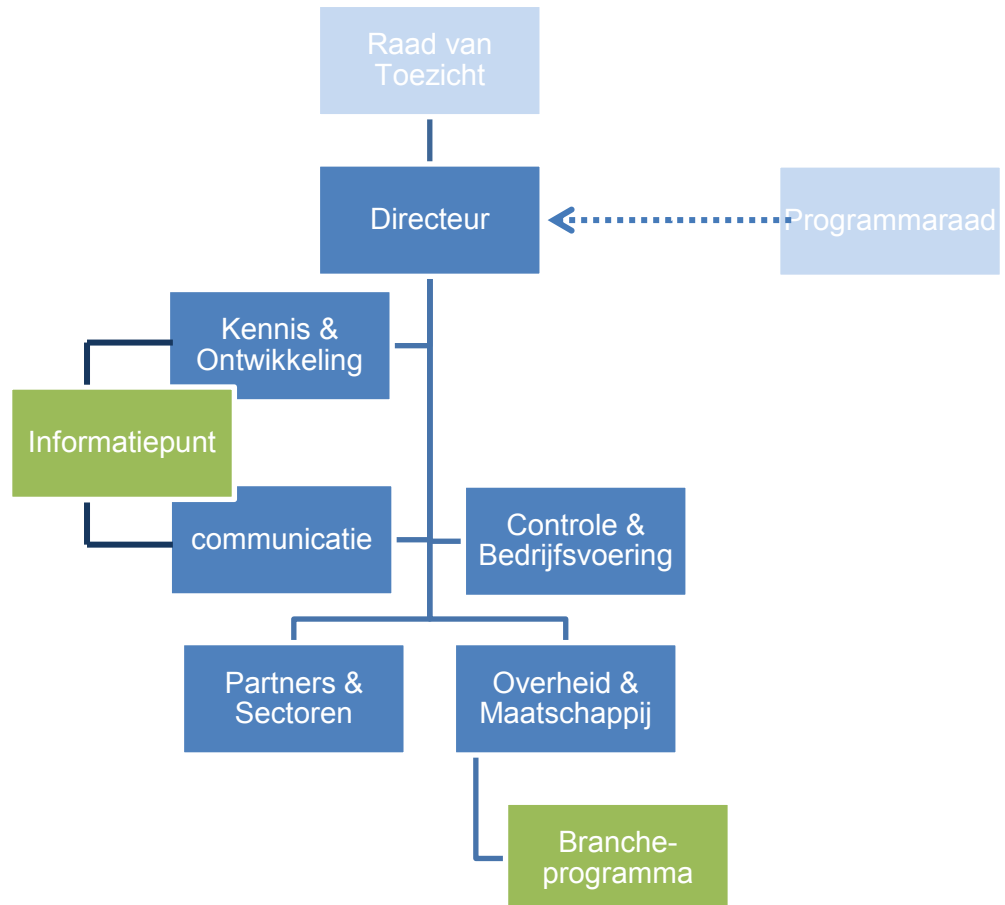 Raad van
Toezicht
Directeur
Programmaraad
Kennis &
Ontwikkeling
Informatiepunt
communicatie
Controle &
Bedrijfsvoering
Partners &
Sectoren
Overheid &
Maatschappij
Branche-
programma